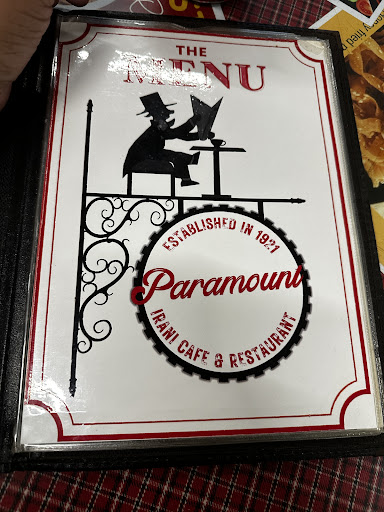 THE
MENU
ESTABLISHED IN 1921
Paramount
IRANI CAFE & RESTAURANT